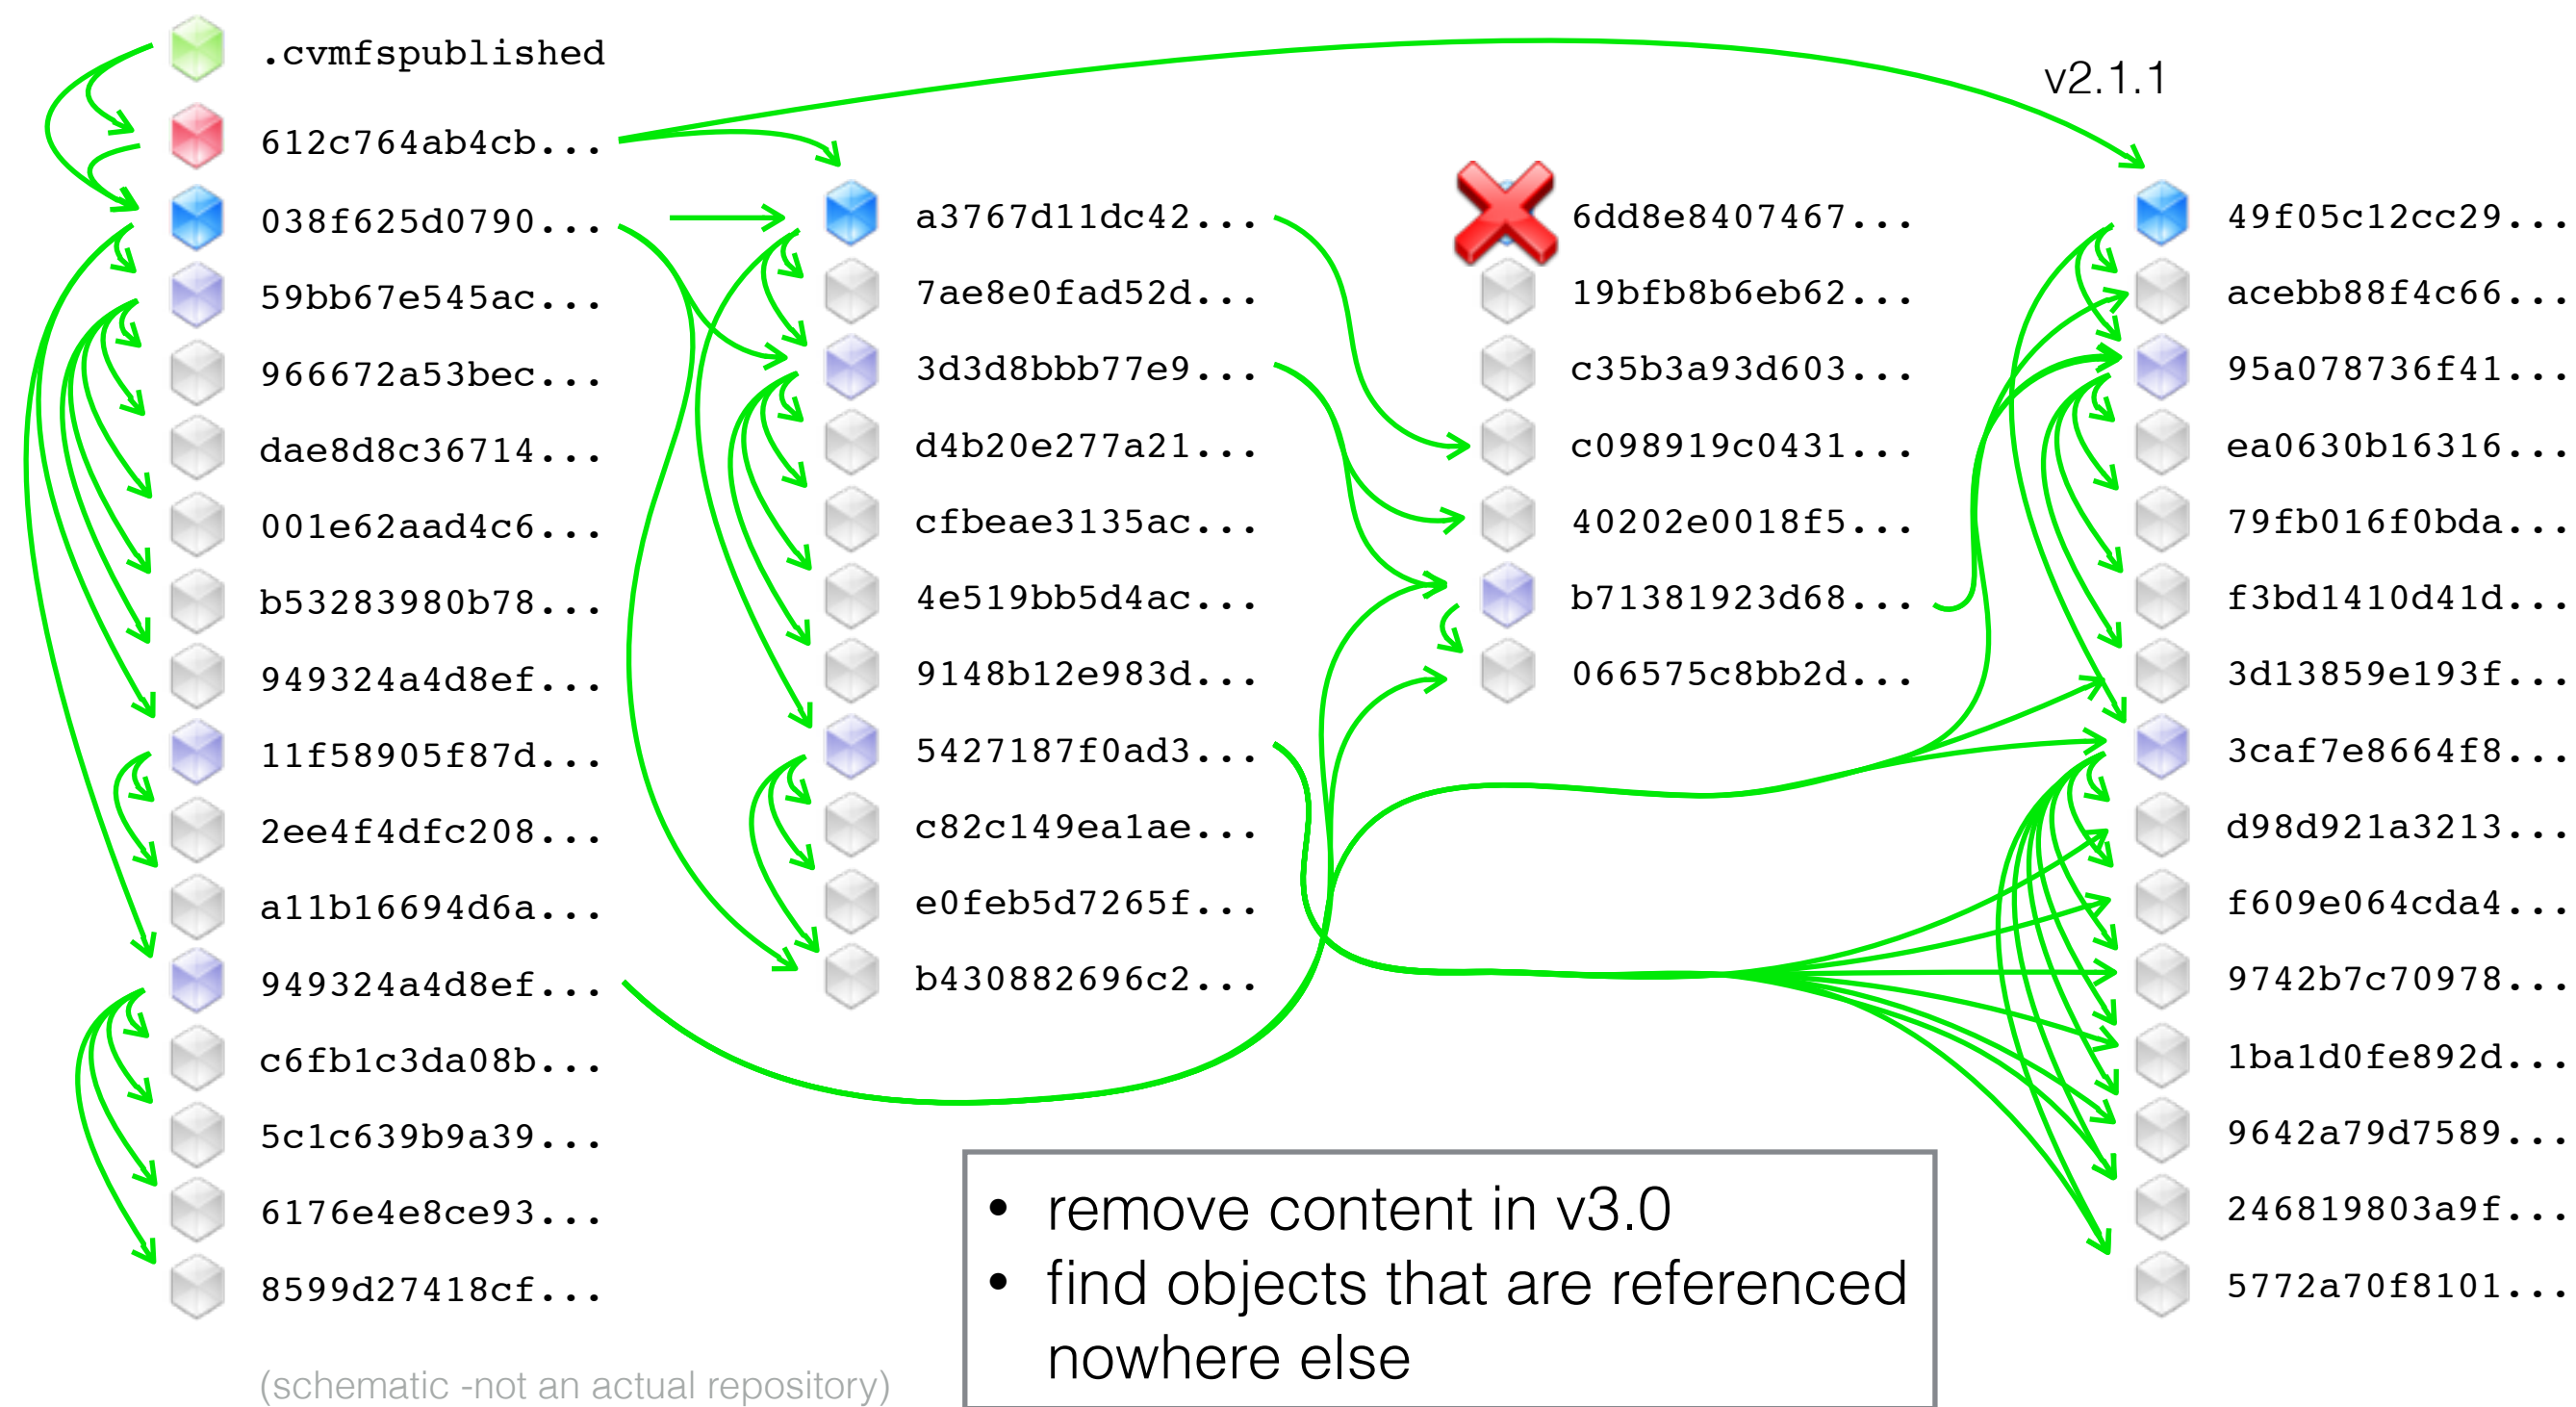 .cvmfspublished
612c764ab4cb...
038f625d0790...
59bb67e545ac...
966672a53bec...
dae8d8c36714...
001e62aad4c6...
b53283980b78...
949324a4d8ef...
11f58905f87d...
2ee4f4dfc208...
a11b16694d6a...
949324a4d8ef...
c6fb1c3da08b...
5c1c639b9a39...
6176e4e8ce93...
8599d27418cf...
(schematic -not an actual repository)
a3767d11dc42...
7ae8e0fad52d...
3d3d8bbb77e9...
d4b20e277a21...
cfbeae3135ac...
4e519bb5d4ac...
9148b12e983d...
5427187f0ad3...
c82c149ea1ae...
e0feb5d7265f...
b430882696c2...
6dd8e8407467...
19bfb8b6eb62...
c35b3a93d603...
c098919c0431...
40202e0018f5...
b71381923d68...
066575c8bb2d...
• remove content in v3.0
• find objects that are referenced
nowhere else
v2.1.1
49f05c12cc29...
acebb88f4c66...
95a078736f41...
ea0630b16316...
79fb016f0bda...
f3bd1410d41d...
3d13859e193f...
3caf7e8664f8...
d98d921a3213...
f609e064cda4...
9742b7c70978...
1ba1d0fe892d...
9642a79d7589...
246819803a9f...
5772a70f8101...